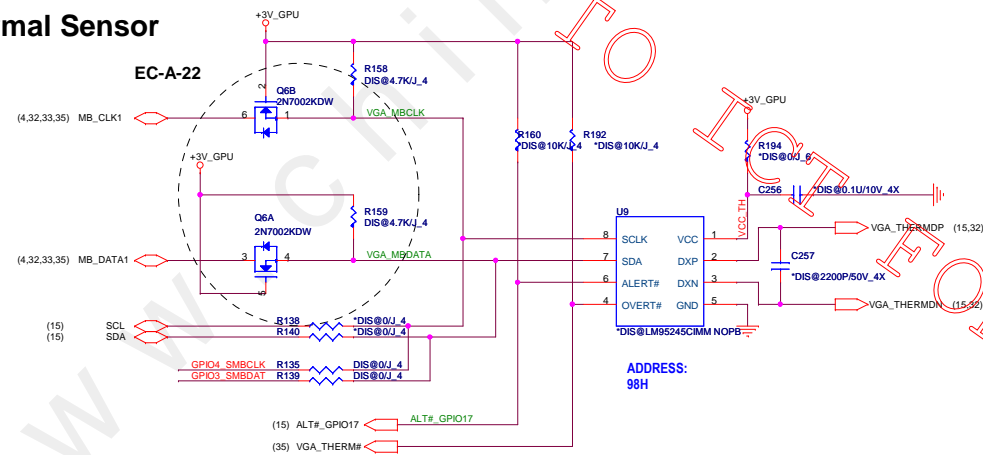 mal Sensor
+3V_GPU
EC-A-22
R158
DIS@4.7K/J_4
Q6B
2N7002KDW
2
6
1
(4,32,33,35) MB_CLK1
VGA_MBCLK
+3V_GPU
R160
*DIS@10K/J_4
R192
*DIS@10K/J_4
+3V_GPU
R194
*DIS@0/J_6
C256
*DIS@0.1U/10V_4X
VCC_TH
R159
DIS@4.7K/J_4
Q6A
2N7002KDW
3
4
5
(4,32,33,35) MB_DATA1
VGA_MBDATA
U9
8 SCLK VCC 1
7 SDA DXP 2
6 ALERT# DXN 3
4 OVERT# GND 5
*DIS@LM95245CIMM NOPB
VGA_THERMDP (15,32)
C257
*DIS@2200P/50V_4X
VGA_THERMDN (15,32)
(15) SCL
R138 *DIS@0/J_4
(15) SDA
R140 *DIS@0/J_4
GPIO4_SMBCLK R135 DIS@0/J_4
GPIO3_SMBDAT R139 DIS@0/J_4
ADDRESS:
98H
(15) ALT#_GPIO17
ALT#_GPIO17
(35) VGA_THERM#
w w c h i n
TO
ICT
FO